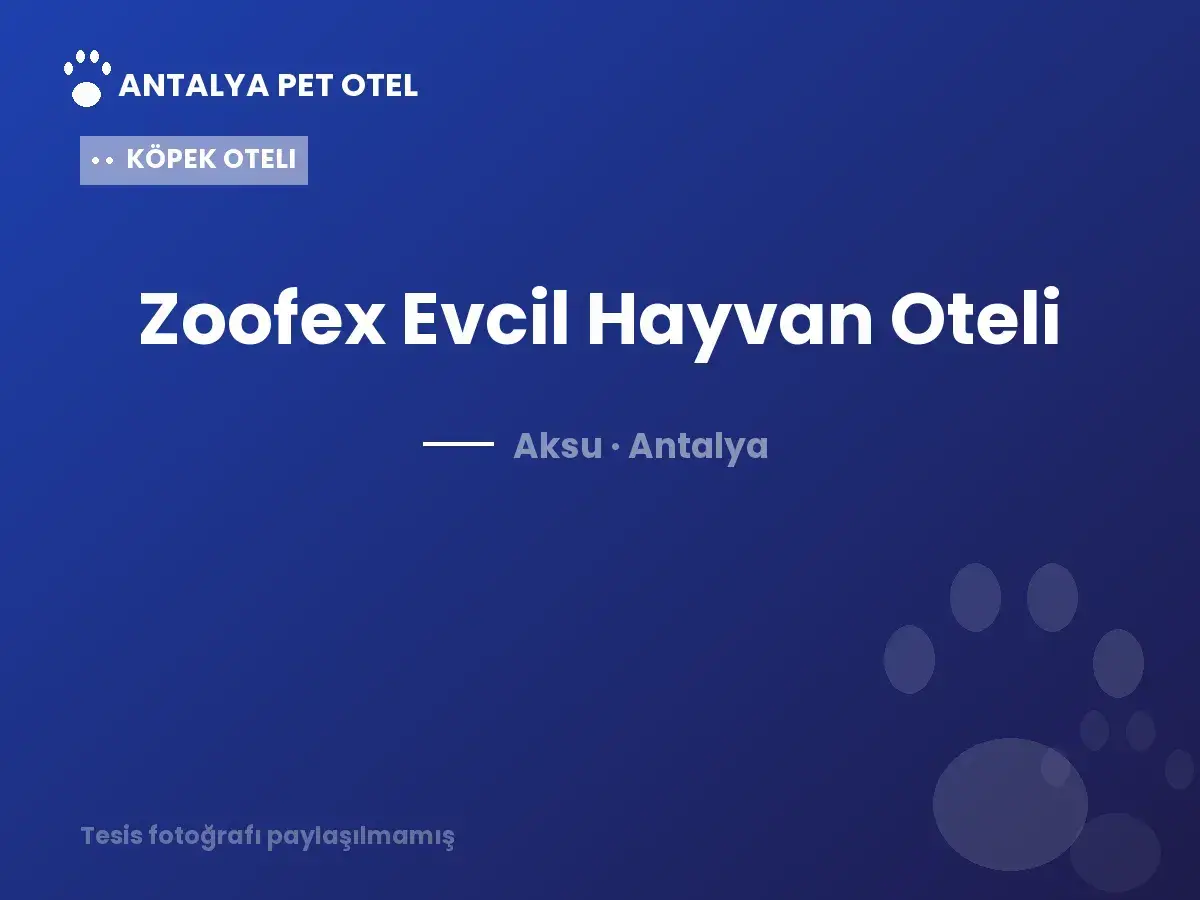 ANTALYA PET OTEL
KÖPEK OTELI
Zoofex Evcil Hayvan Oteli
Aksu · Antalya
Tesis fotoğrafı paylaşılmamış